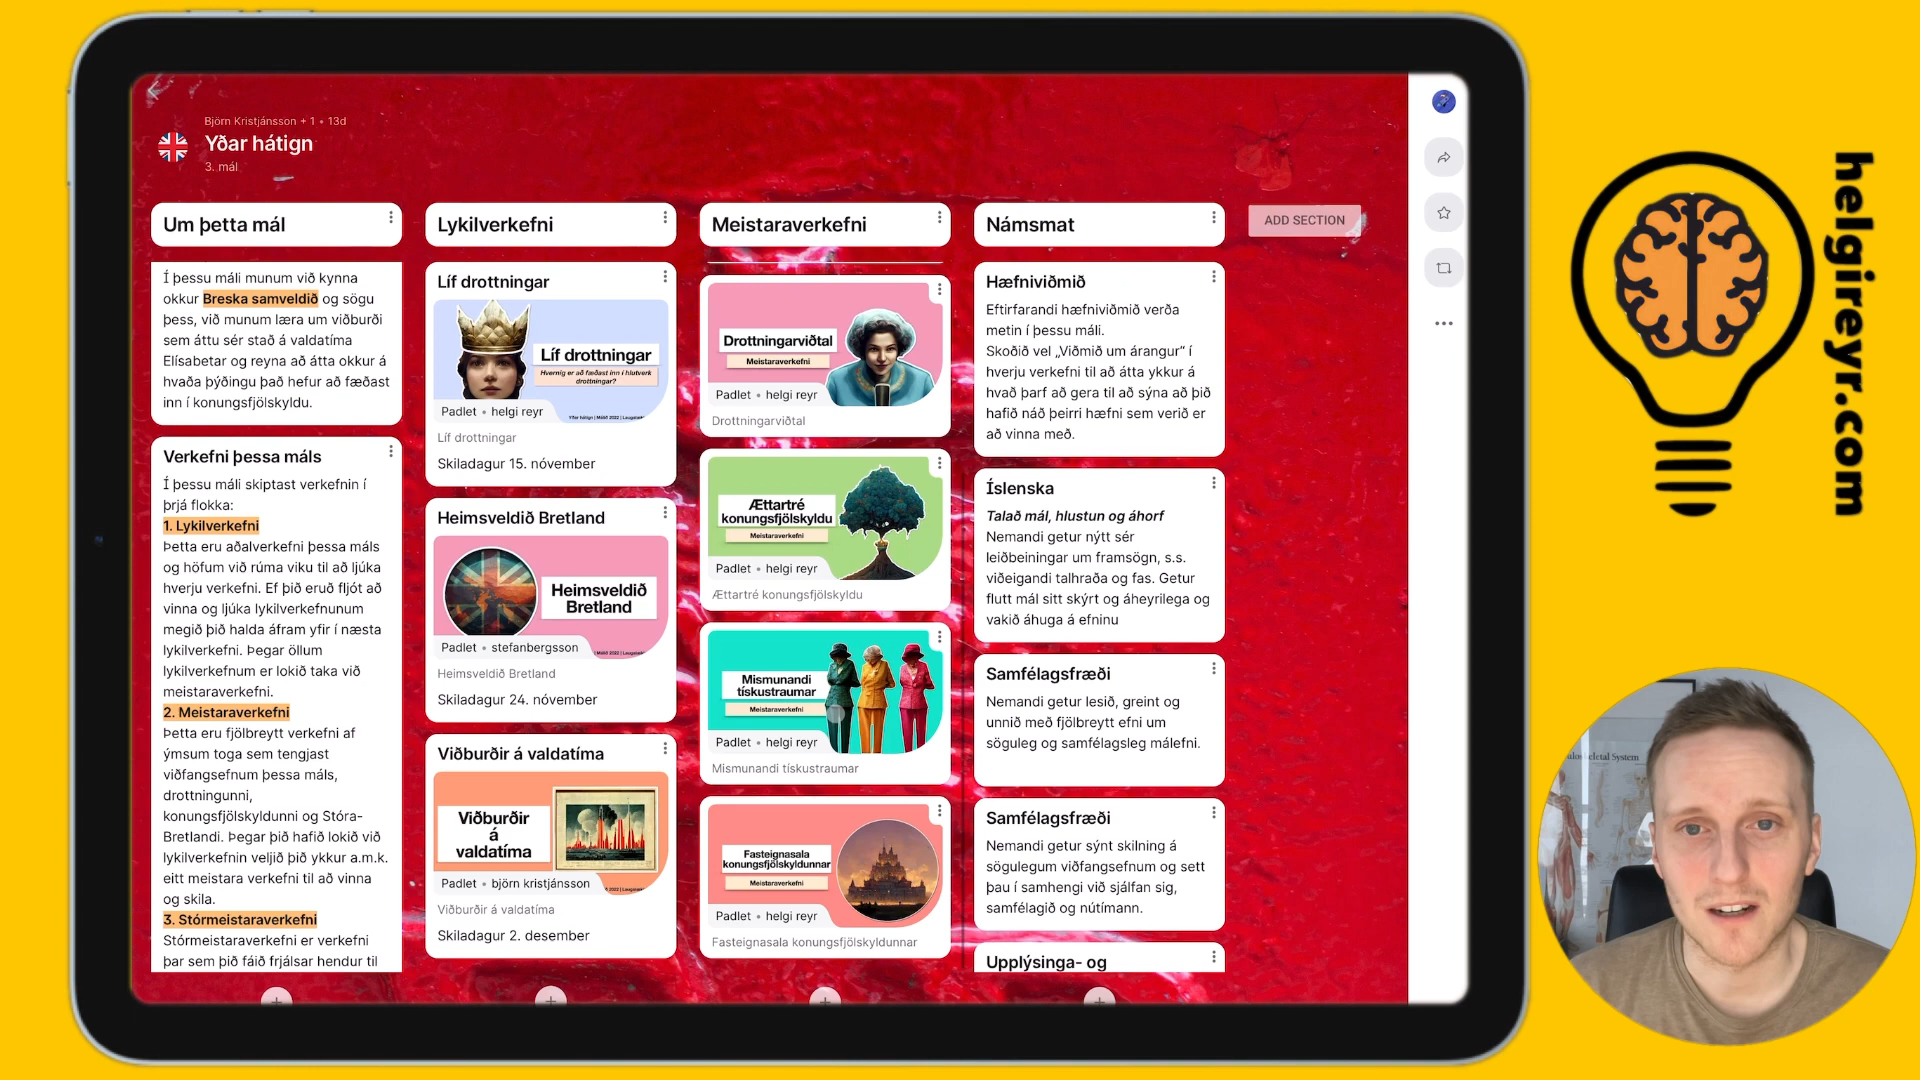 Björn Kristjánsson + 1 • 13d
Yðar hátign
3. mál
Um þetta mál
Í þessu máli munum við kynna
okkur Breska samveldið og sögu
þess, við munum læra um viðburði
sem áttu sér stað á valdatíma
Elísabetar og reyna að átta okkur á
hvaða þýðingu það hefur að fæðast
inn í konungsfjölskyldu.
Verkefni þessa máls
Í þessu máli skiptast verkefnin í
þrjá flokka:
1. Lykilverkefni
Þetta eru aðalverkefni þessa máls
og höfum við rúma viku til að ljúka
hverju verkefni. Ef þið eruð fljót að
vinna og ljúka lykilverkefnunum
megið þið halda áfram yfir í næsta
lykilverkefni. Þegar öllum
lykilverkefnum er lokið taka við
meistaraverkefni.
2. Meistaraverkefni
Þetta eru fjölbreytt verkefni af
ýmsum toga sem tengjast
viðfangsefnum þessa máls,
drottningunni,
konungsfjölskyldunni og Stóra-
Bretlandi. Þegar þið hafið lokið við
lykilverkefnin veljið þið ykkur a.m.k.
eitt meistara verkefni til að vinna
og skila.
3. Stórmeistaraverkefni
Stórmeistaraverkefni er verkefni
þar sem þið fáið frjálsar hendur til
Lykilverkefni
Líf drottningar
Líf drottningar
Hvernig er að fæðast inn í hlutverk
drottningar?
Padlet • helgi reyr
Líf drottningar
Skiladagur 15. nóvember
Heimsveldið Bretland
Heimsveldið
Bretland
Padlet • stefanbergsson
Heimsveldið Bretland
Skiladagur 24. nóvember
Viðburðir á valdatíma
Viðburðir
á
valdatíma
Padlet • björn kristjánsson
Viðburðir á valdatíma
Skiladagur 2. desember
Meistaraverkefni
Drottningarviðtal
Meistaraverkefni
Padlet • helgi reyr
Drottningarviðtal
Ættartré
konungsfjölskyldu
Meistaraverkefni
Padlet • helgi reyr
Ættartré konungsfjölskyldu
Mismunandi
tískustraumar
Meistaraverkefni
Padlet • helgi reyr
Mismunandi tískustraumar
Fasteignasala
konungsfjölskyldunnar
Meistaraverkefni
Padlet • helgi reyr
Fasteignasala konungsfjölskyldunnar
Námsmat
Hæfniviðmið
Eftirfarandi hæfniviðmið verða
metin í þessu máli.
Skoðið vel „Viðmið um árangur“ í
hverju verkefni til að átta ykkur á
hvað þarf að gera til að sýna að þið
hafið náð þeirri hæfni sem verið er
að vinna með.
Íslenska
Talað mál, hlustun og áhorf
Nemandi getur nýtt sér
leiðbeiningar um framsögn, s.s.
viðeigandi talhraða og fas. Getur
flutt mál sitt skýrt og áheyrilega og
vakið áhuga á efninu
Samfélagsfræði
Nemandi getur lesið, greint og
unnið með fjölbreytt efni um
söguleg og samfélagsleg málefni.
Samfélagsfræði
Nemandi getur sýnt skilning á
sögulegum viðfangsefnum og sett
þau í samhengi við sjálfan sig,
samfélagið og nútímann.
Upplýsinga- og
ADD SECTION
helgireyr.com